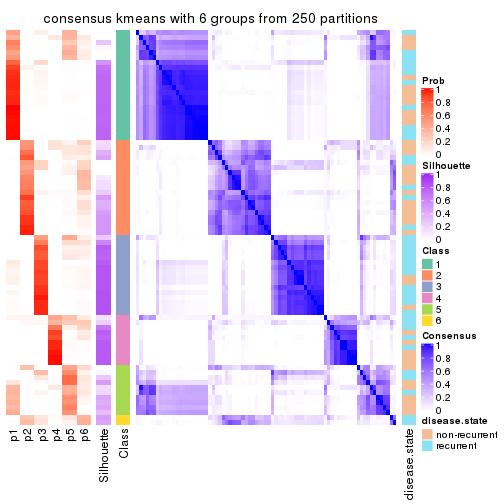 consensus kmeans with 6 groups from 250 partitions
Prob
1
0.8
0.6
0.4
0.2
0
Silhouette
1
0.8
0.6
0.4
0.2
0
Class
1
2
3
4
5
6
Consensus
1
0.8
0.6
0.4
0.2
0
disease.state
non-recurrent
recurrent
p1
p2
p3
p4
p5
p6
Silhouette
Class
disease.state